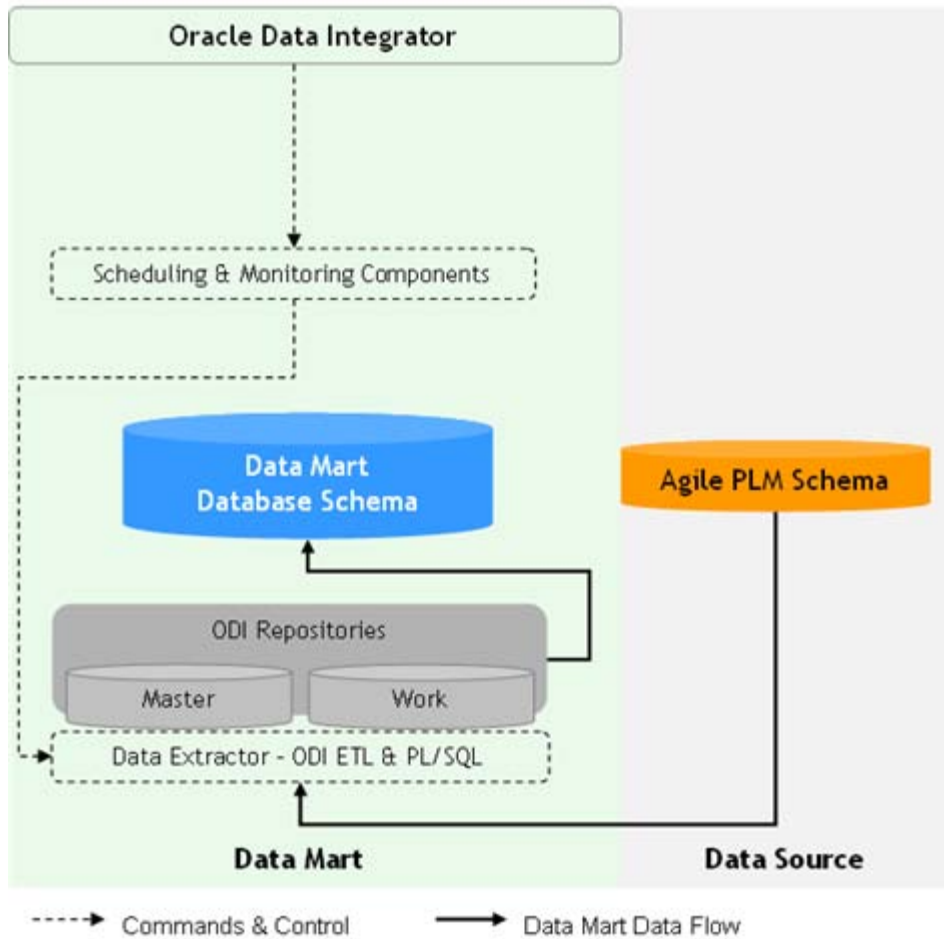 Oracle Data Integrator
Scheduling & Monitoring Components
Data Mart
Database Schema
Agile PLM Schema
ODI Repositories
Master
Work
Data Extractor - ODI ETL & PL/SQL
Data Mart
Data Source
Commands & Control
Data Mart Data Flow